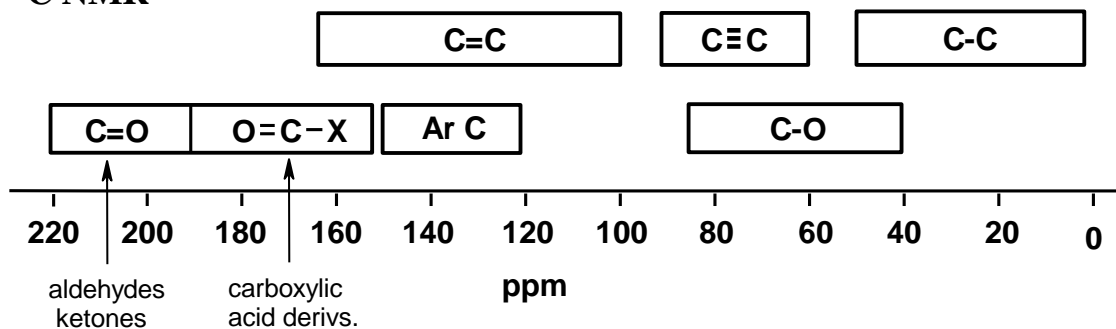 C NMR
C=C C≡C C-C
C=O O=C–X Ar C C-O
220 200 180 160 140 120 100 80 60 40 20 0
aldehydes carboxylic ppm
ketones acid derivs.